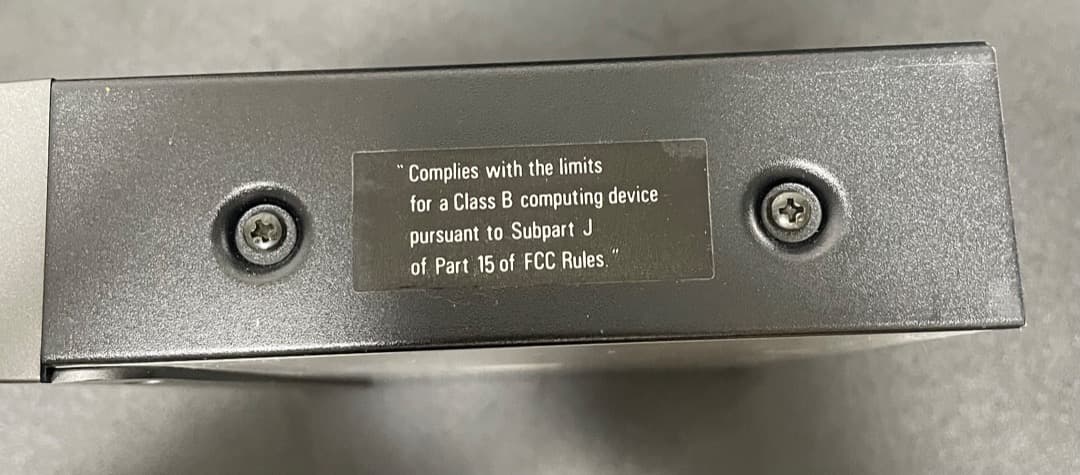 " Complies with the limits
for a Class B computing device
pursuant to Subpart J
of Part 15 of FCC Rules."